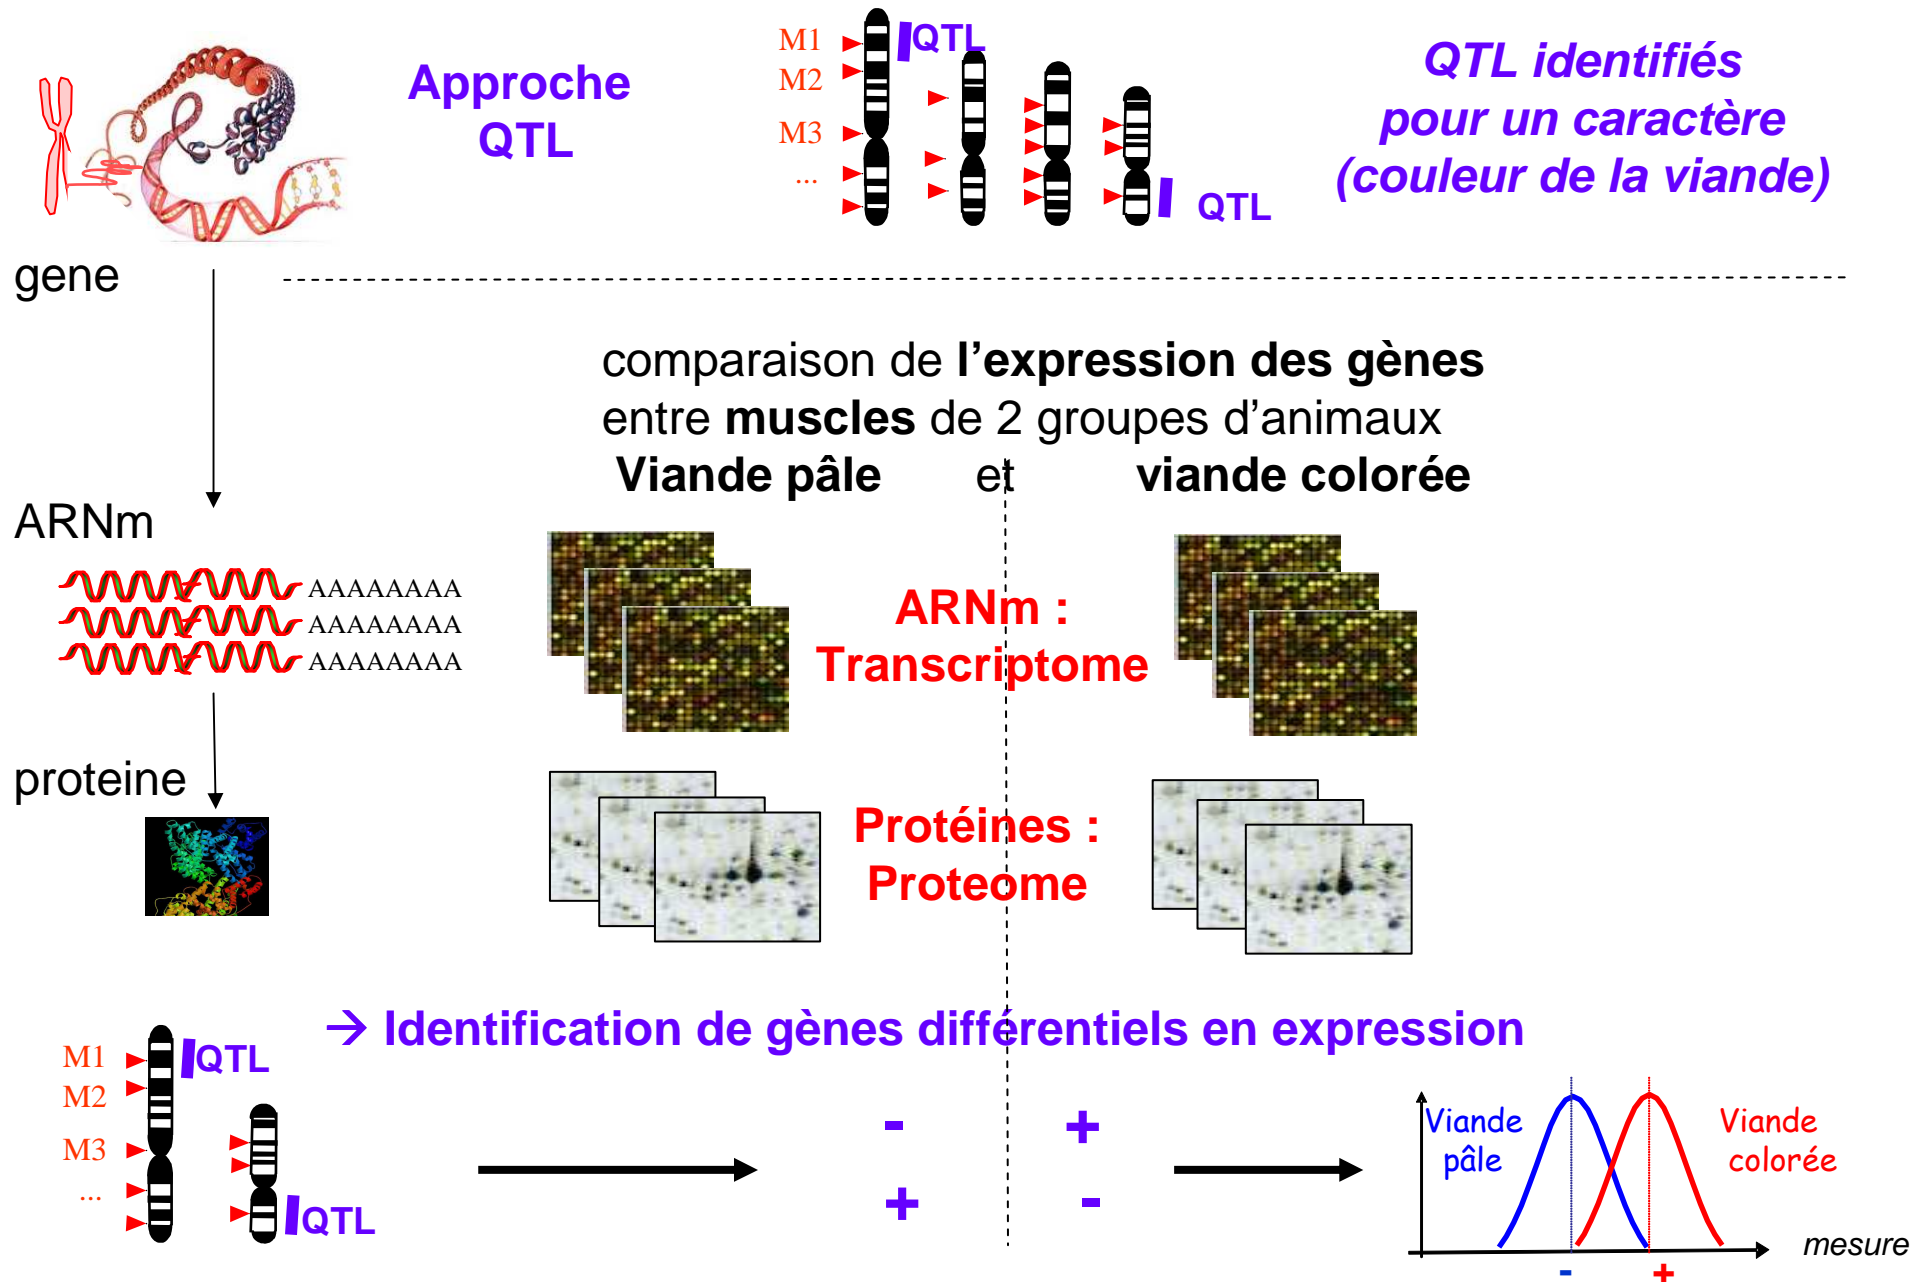 Approche
QTL
M1
M2
M3
...
QTL
QTL
QTL identifiés
pour un caractère
(couleur de la viande)
gene
comparaison de l’expression des gènes
entre muscles de 2 groupes d’animaux
Viande pâle et viande colorée
ARNm
AAAAAAAA
AAAAAAAA
AAAAAAAA
ARNm :
Transcriptome
proteine
Protéines :
Proteome
→ Identification de gènes différentiels en expression
M1
M2
M3
...
QTL
QTL
- +
+ -
Viande
pâle
Viande
colorée
mesure
- +